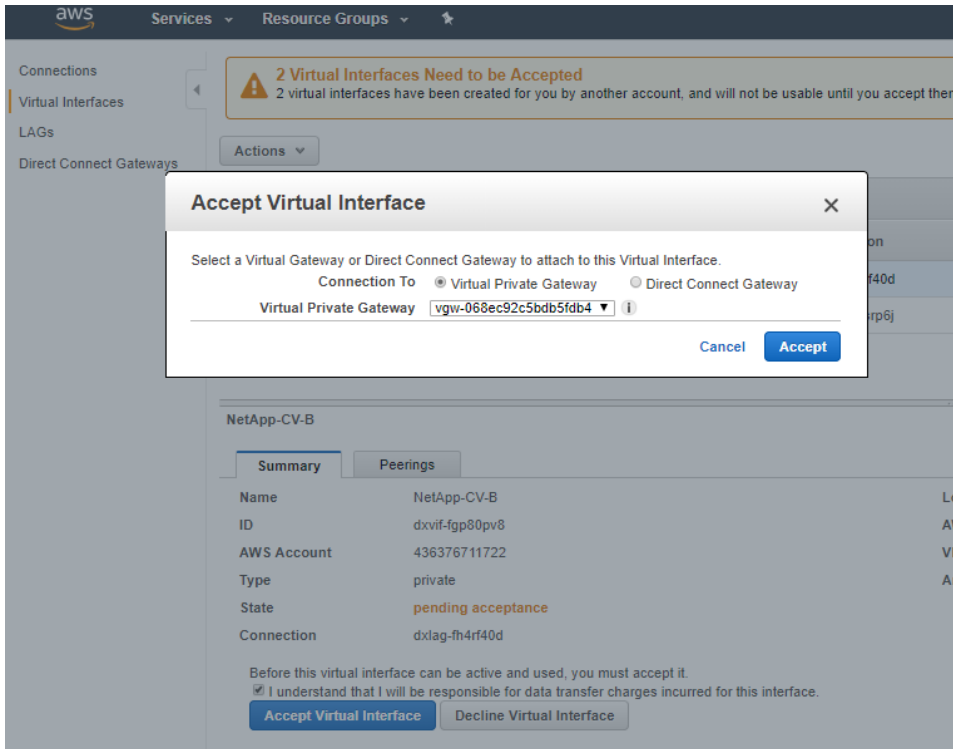 aws
Services
Resource Groups
Connections
Virtual Interfaces
LAGs
Direct Connect Gateways
2 Virtual Interfaces Need to be Accepted
2 virtual interfaces have been created for you by another account, and will not be usable until you accept ther
Actions
on
f40d
rp6j
Accept Virtual Interface
Select a Virtual Gateway or Direct Connect Gateway to attach to this Virtual Interface.
Connection To Virtual Private Gateway Direct Connect Gateway
Virtual Private Gateway vgw-068ec92c5bdb5fdb4 i
Cancel Accept
NetApp-CV-B
Summary Peerings
Name NetApp-CV-B
ID dxvif-fgp80pv8
AWS Account 436376711722
Type private
State pending acceptance
Connection dxlag-fh4rf40d
Before this virtual interface can be active and used, you must accept it.
I understand that I will be responsible for data transfer charges incurred for this interface.
Accept Virtual Interface Decline Virtual Interface